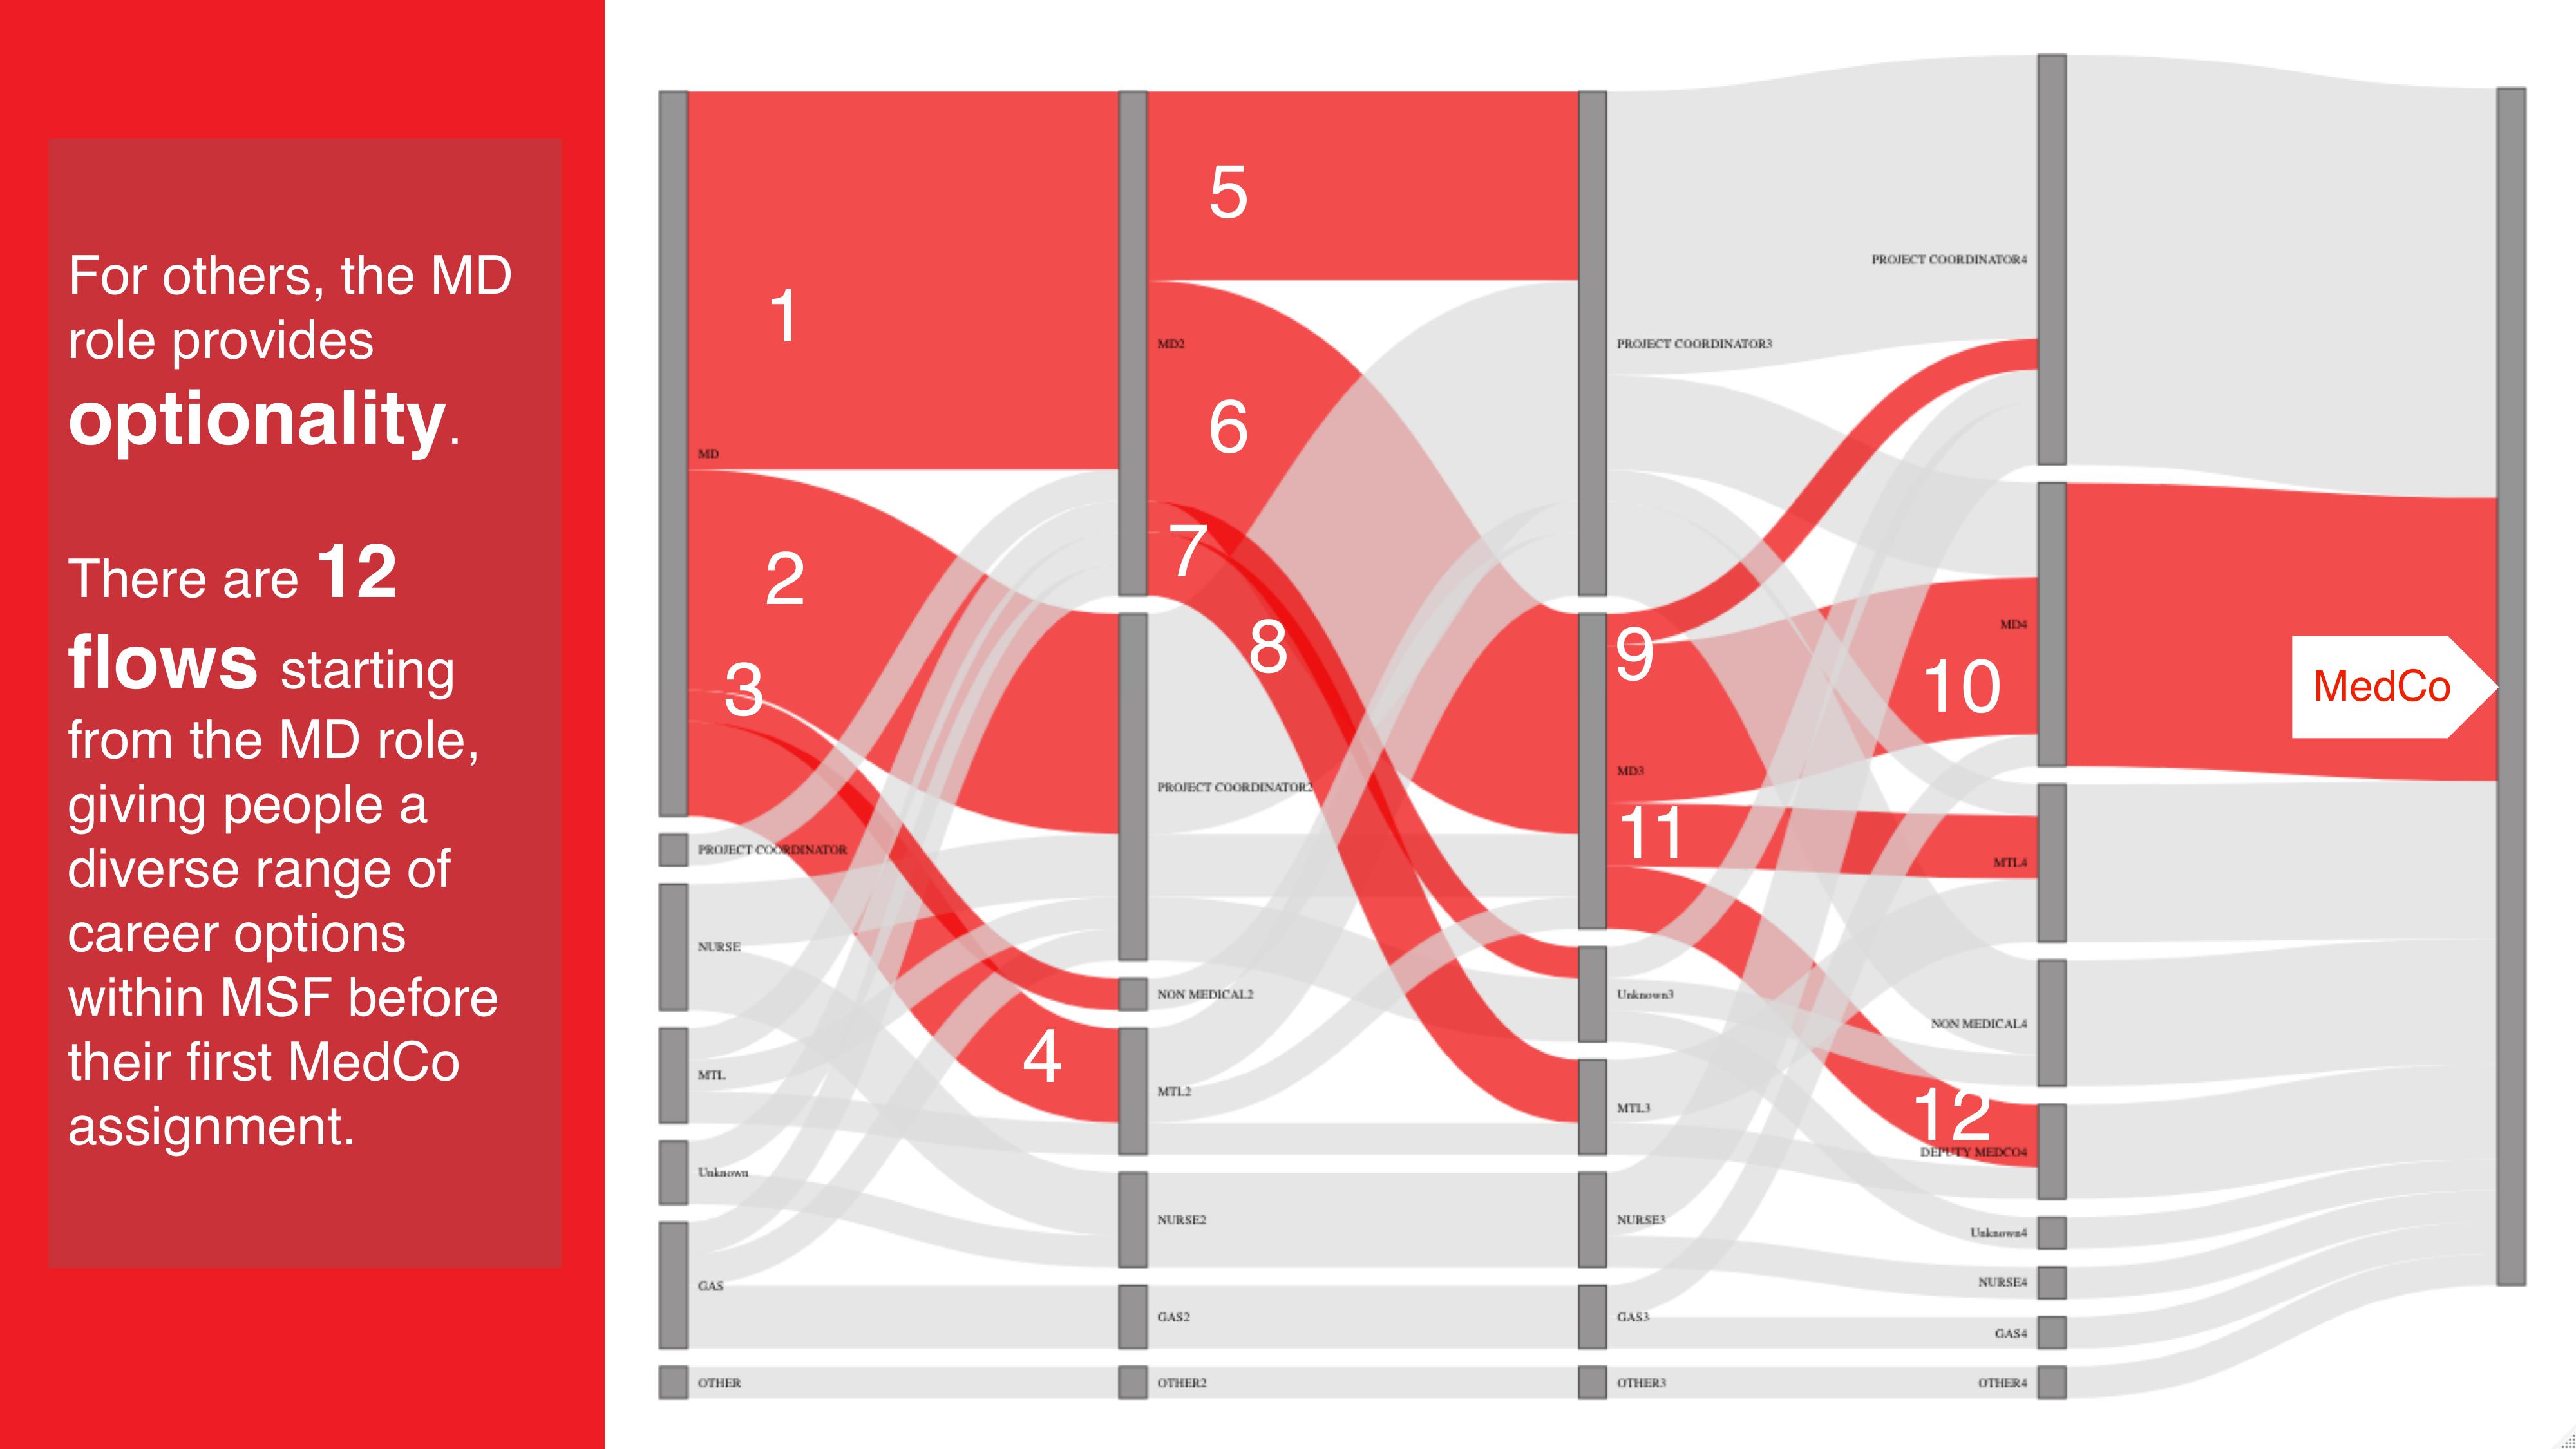 For others, the MD
role provides
optionality.
There are 12
flows starting
from the MD role,
giving people a
diverse range of
career options
within MSF before
their first MedCo
assignment.
1
2
3
4
5
6
7
8
9
10
11
12
MD
PROJECT COORDINATOR
NURSE
MTL
Unknown
GAS
OTHER
MD2
PROJECT COORDINATOR2
NON MEDICAL2
MTL2
NURSE2
GAS2
OTHER2
PROJECT COORDINATOR3
MD3
Unknown3
MTL3
NURSE3
GAS3
OTHER3
PROJECT COORDINATOR4
MD4
MTL4
NON MEDICAL4
DEPUTY MEDCO4
Unknown4
NURSE4
GAS4
OTHER4
MedCo